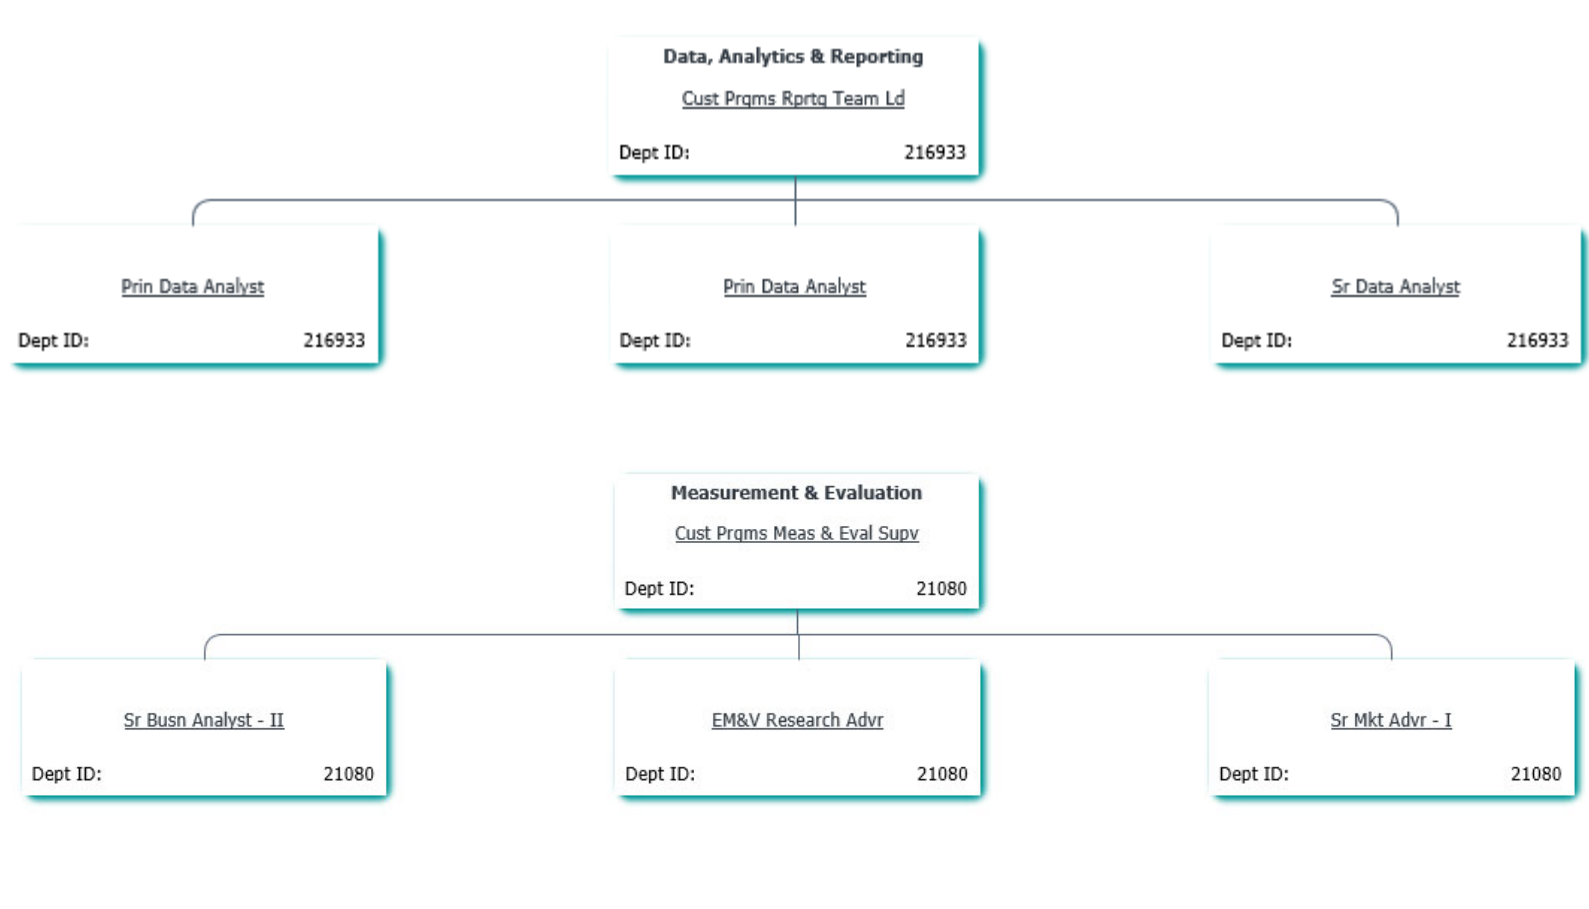 Data, Analytics & Reporting
Cust Prgms Rprtg Team Ld
Dept ID: 216933
Prin Data Analyst
Dept ID: 216933
Prin Data Analyst
Dept ID: 216933
Sr Data Analyst
Dept ID: 216933
Measurement & Evaluation
Cust Prgms Meas & Eval Supv
Dept ID: 21080
Sr Busn Analyst - II
Dept ID: 21080
EM&V Research Advr
Dept ID: 21080
Sr Mkt Advr - I
Dept ID: 21080